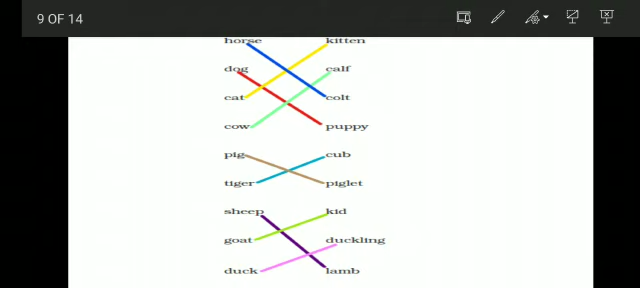 9 OF 14
horse kitten
dog calf
cat colt
cow puppy
pig cub
tiger piglet
sheep kid
goat duckling
duck lamb